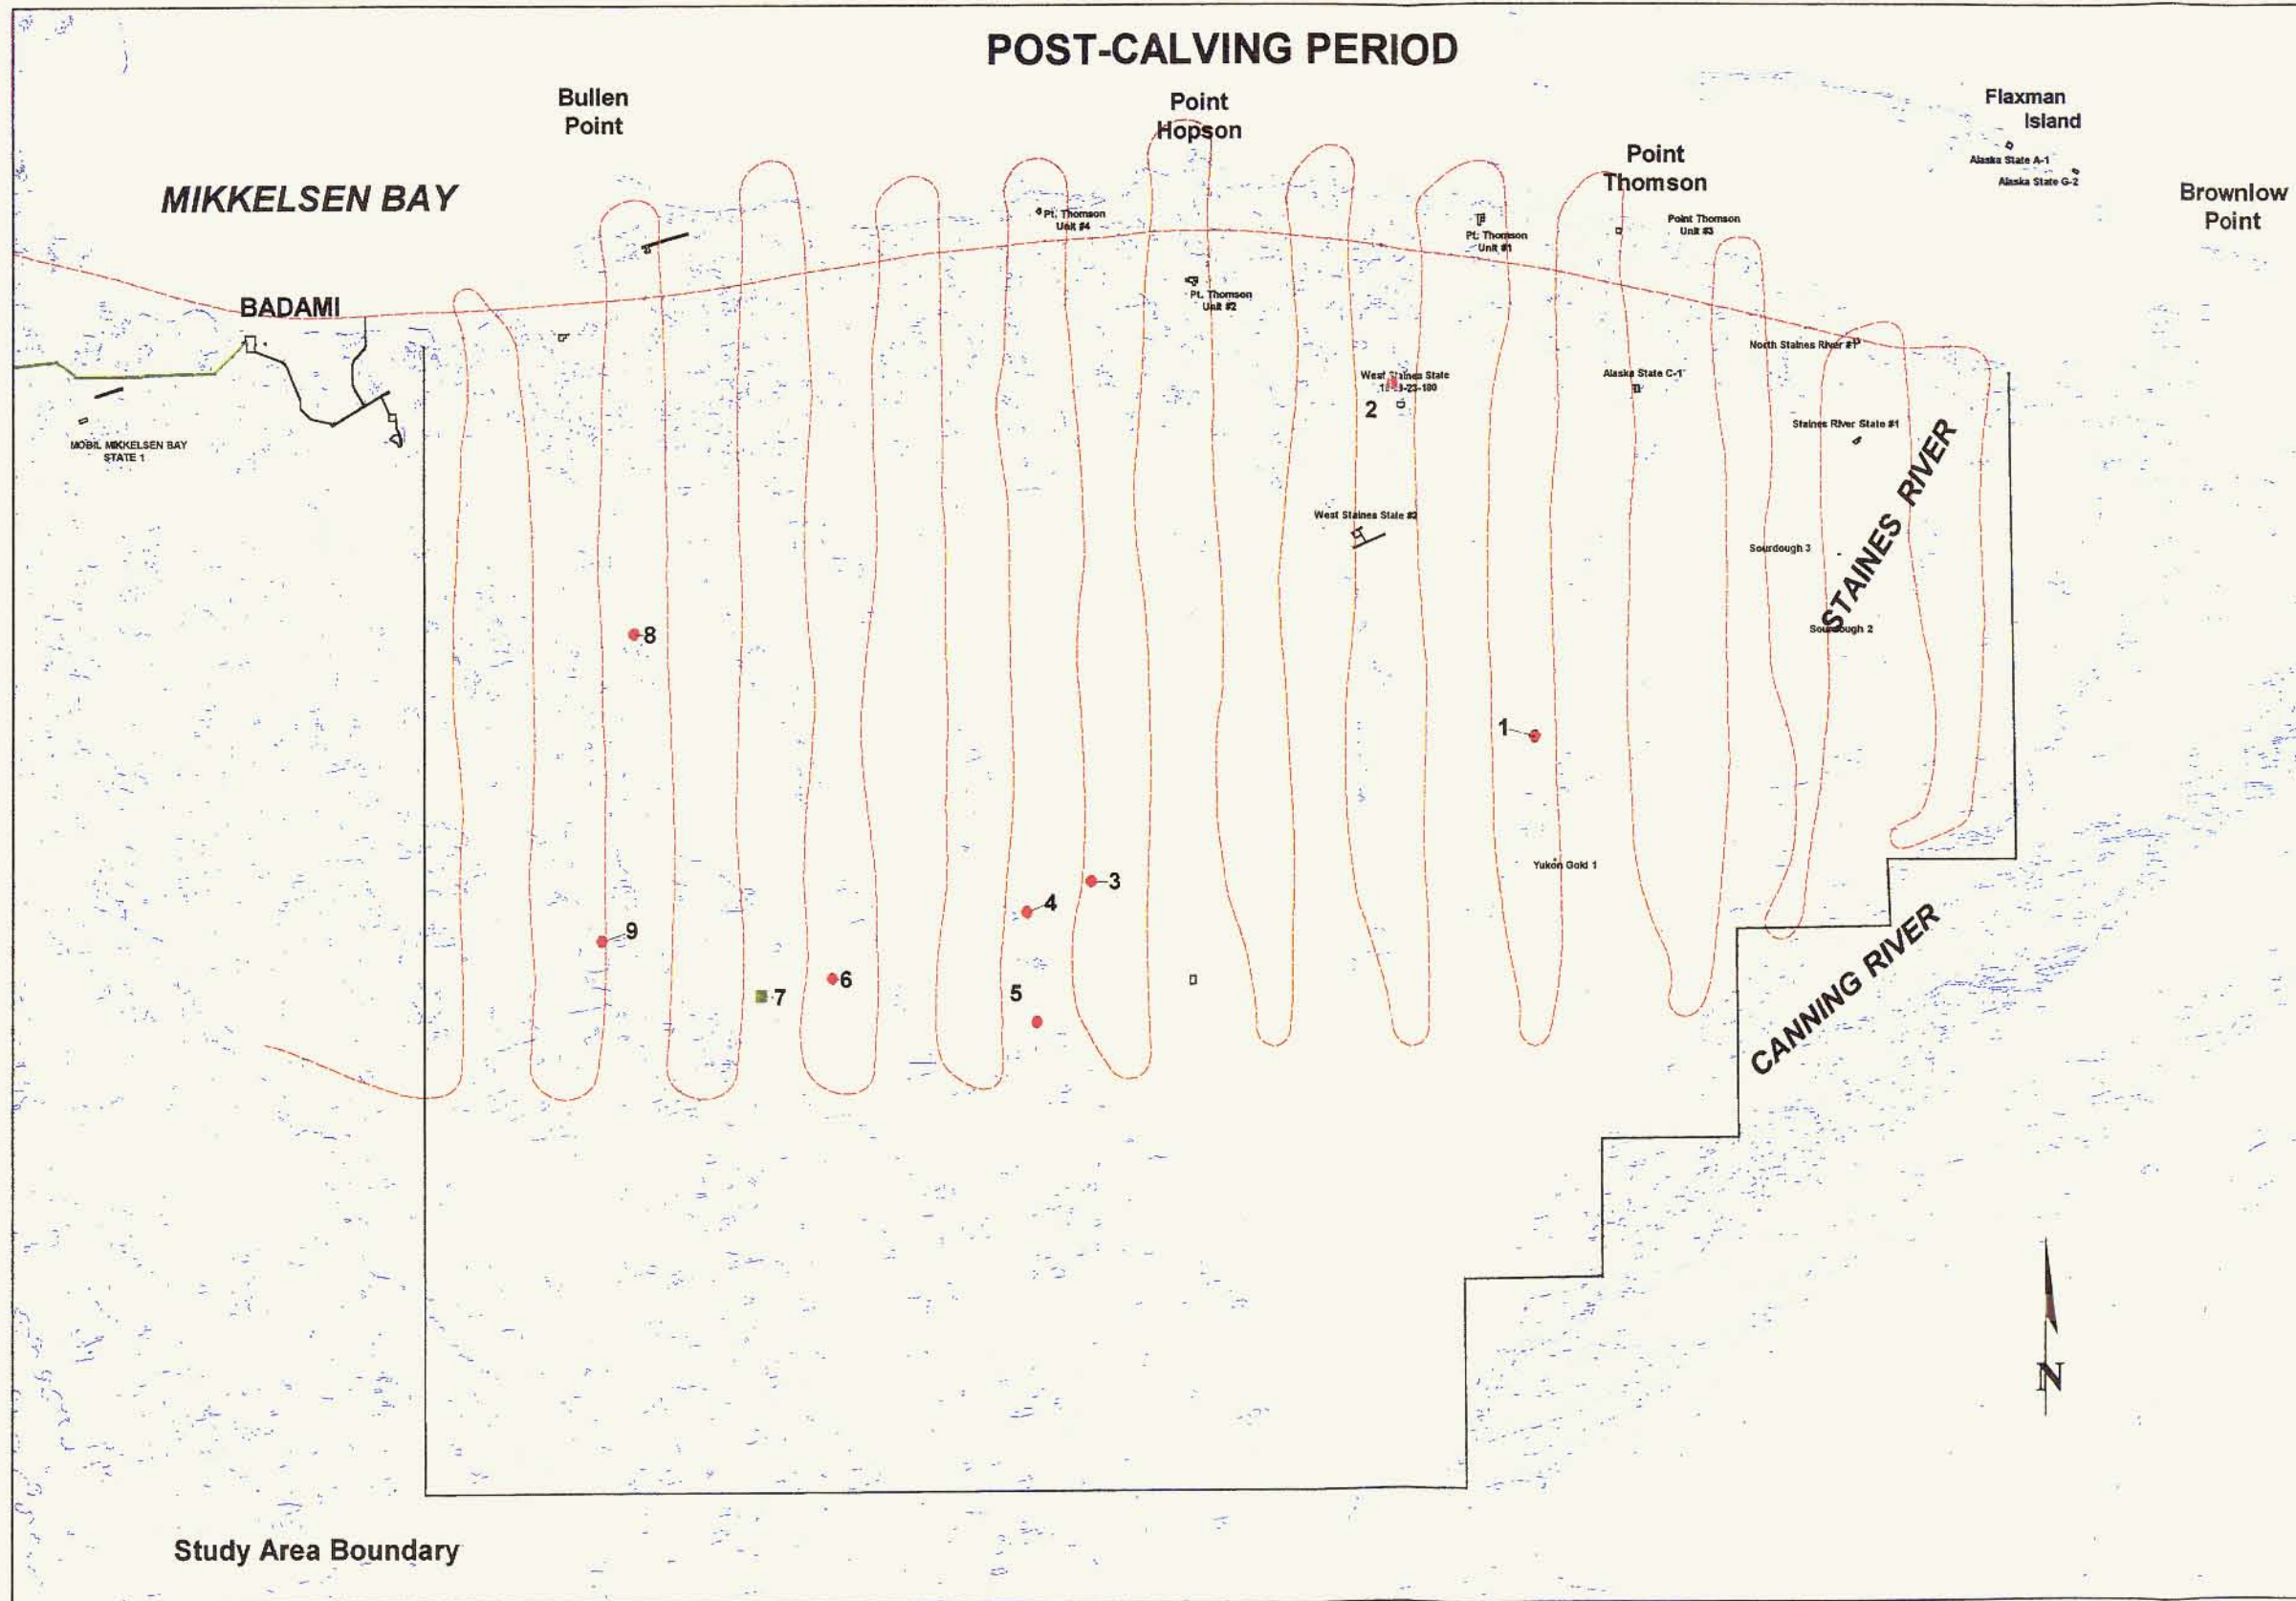 POST-CALVING PERIOD
Bullen
Point
Point
Hopson
Flaxman
Island
Point
Thomson
Alaska State A-1
Alaska State G-2
MIKKELSEN BAY
Brownlow
Point
Pt. Thomson
Unit #4
Pt. Thomson
Unit #1
Point Thomson
Unit #3
BADAMI
Pt. Thomson
Unit #2
North Staines River #1
West Staines State
Alaska State C-1
2
MOBIL MIKKELSEN BAY
STATE 1
Staines River State #1
STAINES RIVER
West Staines State #2
Sourdough 3
Sourdough 2
8
1
Yukon Gold 1
3
4
9
CANNING RIVER
6
7
5
N
Study Area Boundary